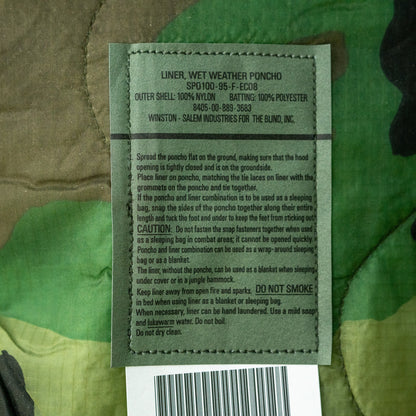 LINER, WET WEATHER PONCHO
SPO100-95-F-EC08
OUTER SHELL: 100% NYLON BATTING: 100% POLYESTER
8405-00-889-3683
WINSTON - SALEM INDUSTRIES FOR THE BLIND, INC.
1. Spread the poncho flat on the ground, making sure that the hood
opening is tightly closed and is on the groundside.
2. Place liner on poncho, matching the tie laces on liner with the
grommets on the poncho and tie together.
3. If the poncho and liner combination is to be used as a sleeping
bag, snap the sides of the poncho together along their entire
length and tuck the foot end under to keep the feet from sticking out.
CAUTION: Do not fasten the snap fasteners together when used
as a sleeping bag in combat areas; it cannot be opened quickly.
4. Poncho and liner combination can be used as a wrap-around sleeping
bag or as a blanket.
5. The liner, without the poncho, can be used as a blanket when sleeping
under cover or in a jungle hammock.
6. Keep liner away from open fire and sparks. DO NOT SMOKE
in bed when using liner as a blanket or sleeping bag.
7. When necessary, liner can be hand laundered. Use a mild soap
and lukewarm water. Do not boil.
8. Do not dry clean.